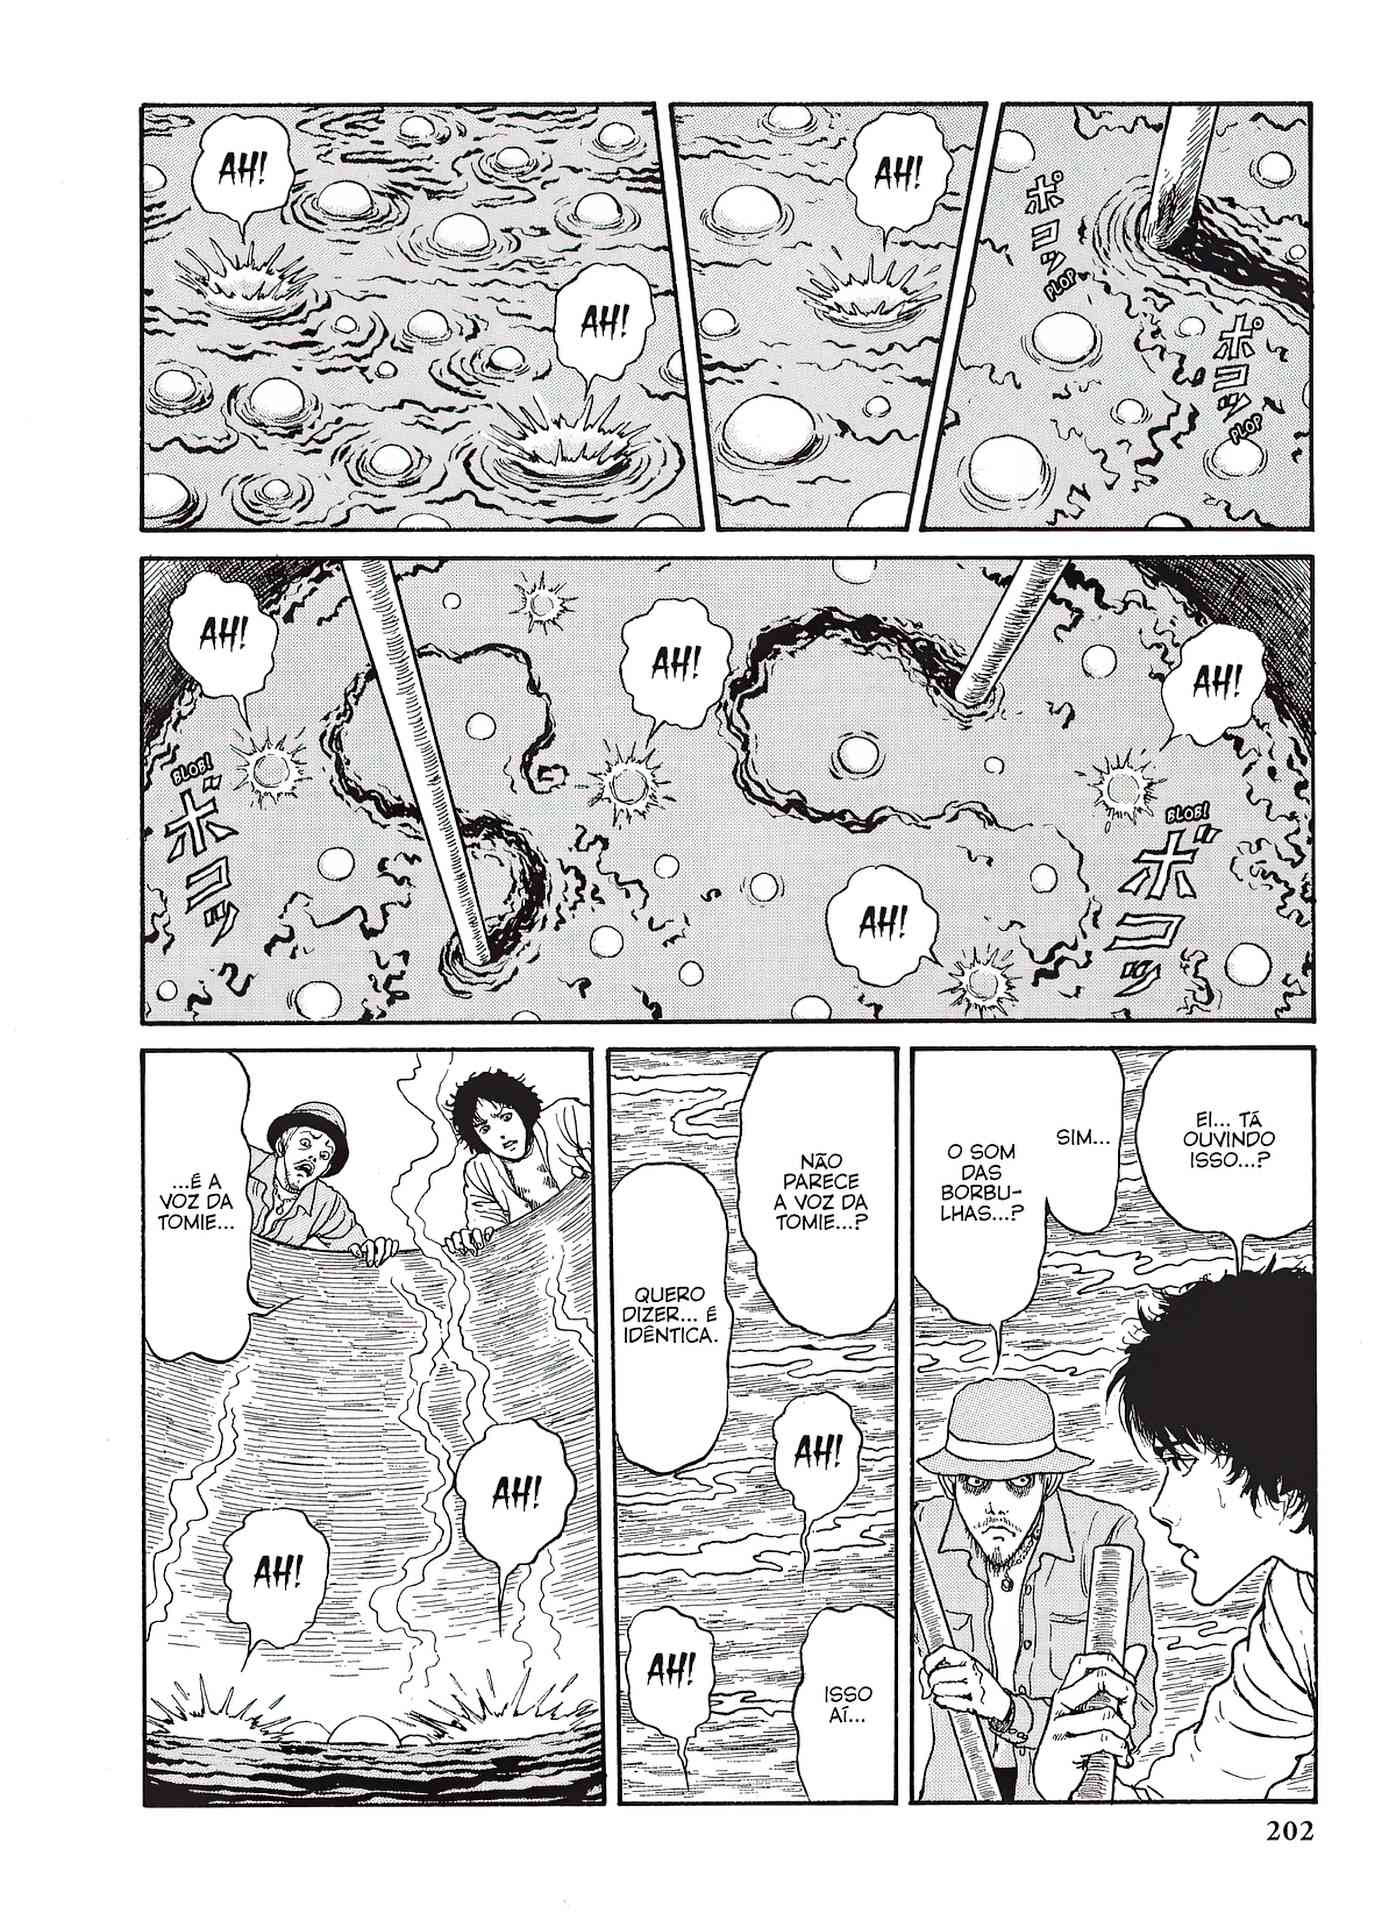 ポコッ
PLOP
ポコッ
PLOP
AH!
AH!
AH!
AH!
BLOB!
ボコッ
AH!
AH!
AH!
BLOB!
ボコッ
EI... TÁ
OUVINDO
ISSO...?
SIM...
O SOM
DAS
BORBU-
LHAS...?
NÃO
PARECE
A VOZ DA
TOMIE...?
QUERO
DIZER... É
IDÊNTICA.
AH!
ISSO
AÍ...
AH!
...É A
VOZ DA
TOMIE...
AH!
AH!
202